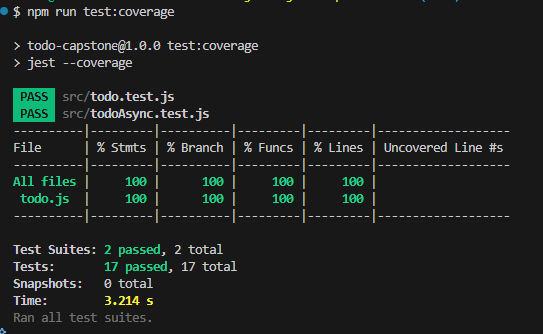 $ npm run test:coverage
> todo-capstone@1.0.0 test:coverage
> jest --coverage
PASS src/todo.test.js
PASS src/todoAsync.test.js
----------|---------|----------|---------|---------|-------------------
File      | % Stmts | % Branch | % Funcs | % Lines | Uncovered Line #s
----------|---------|----------|---------|---------|-------------------
All files |     100 |      100 |     100 |     100 |
 todo.js  |     100 |      100 |     100 |     100 |
----------|---------|----------|---------|---------|-------------------
Test Suites: 2 passed, 2 total
Tests:       17 passed, 17 total
Snapshots:   0 total
Time:        3.214 s
Ran all test suites.